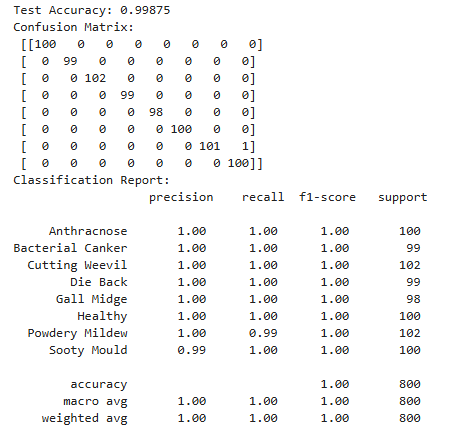 Test Accuracy: 0.99875
Confusion Matrix:
[[100   0   0   0   0   0   0   0]
[  0  99   0   0   0   0   0   0]
[  0   0 102   0   0   0   0   0]
[  0   0   0  99   0   0   0   0]
[  0   0   0   0  98   0   0   0]
[  0   0   0   0   0 100   0   0]
[  0   0   0   0   0   0 101   1]
[  0   0   0   0   0   0   0 100]]
Classification Report:
precision    recall  f1-score   support
Anthracnose       1.00      1.00      1.00       100
Bacterial Canker       1.00      1.00      1.00        99
Cutting Weevil       1.00      1.00      1.00       102
Die Back       1.00      1.00      1.00        99
Gall Midge       1.00      1.00      1.00        98
Healthy       1.00      1.00      1.00       100
Powdery Mildew       1.00      0.99      1.00       102
Sooty Mould       0.99      1.00      1.00       100
accuracy                           1.00       800
macro avg       1.00      1.00      1.00       800
weighted avg       1.00      1.00      1.00       800